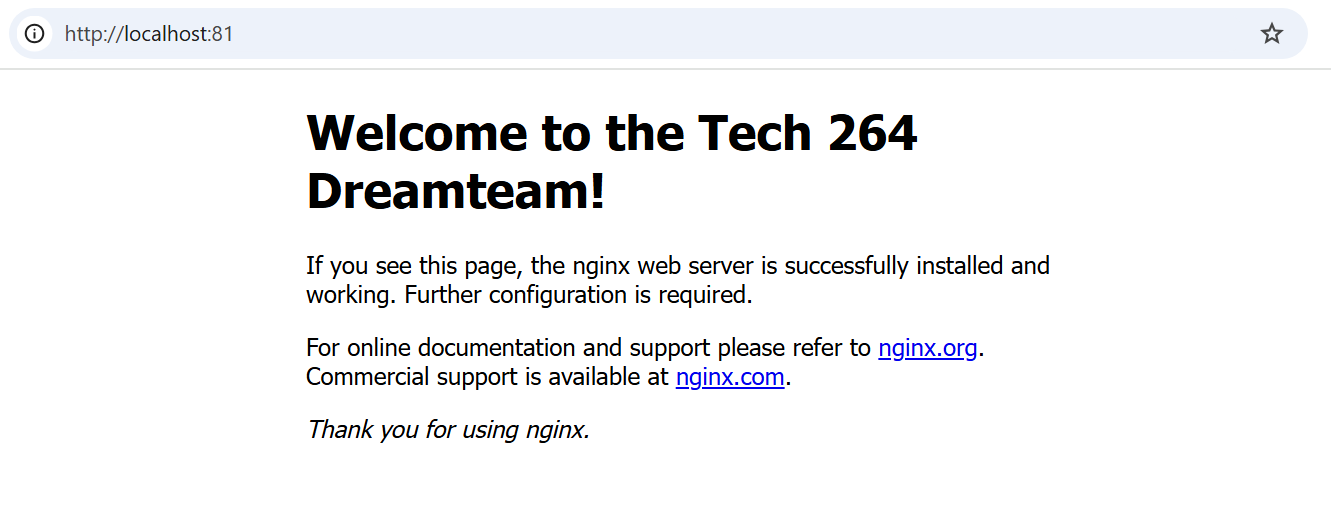 http://localhost:81
Welcome to the Tech 264
Dreamteam!
If you see this page, the nginx web server is successfully installed and
working. Further configuration is required.
For online documentation and support please refer to nginx.org.
Commercial support is available at nginx.com.
Thank you for using nginx.